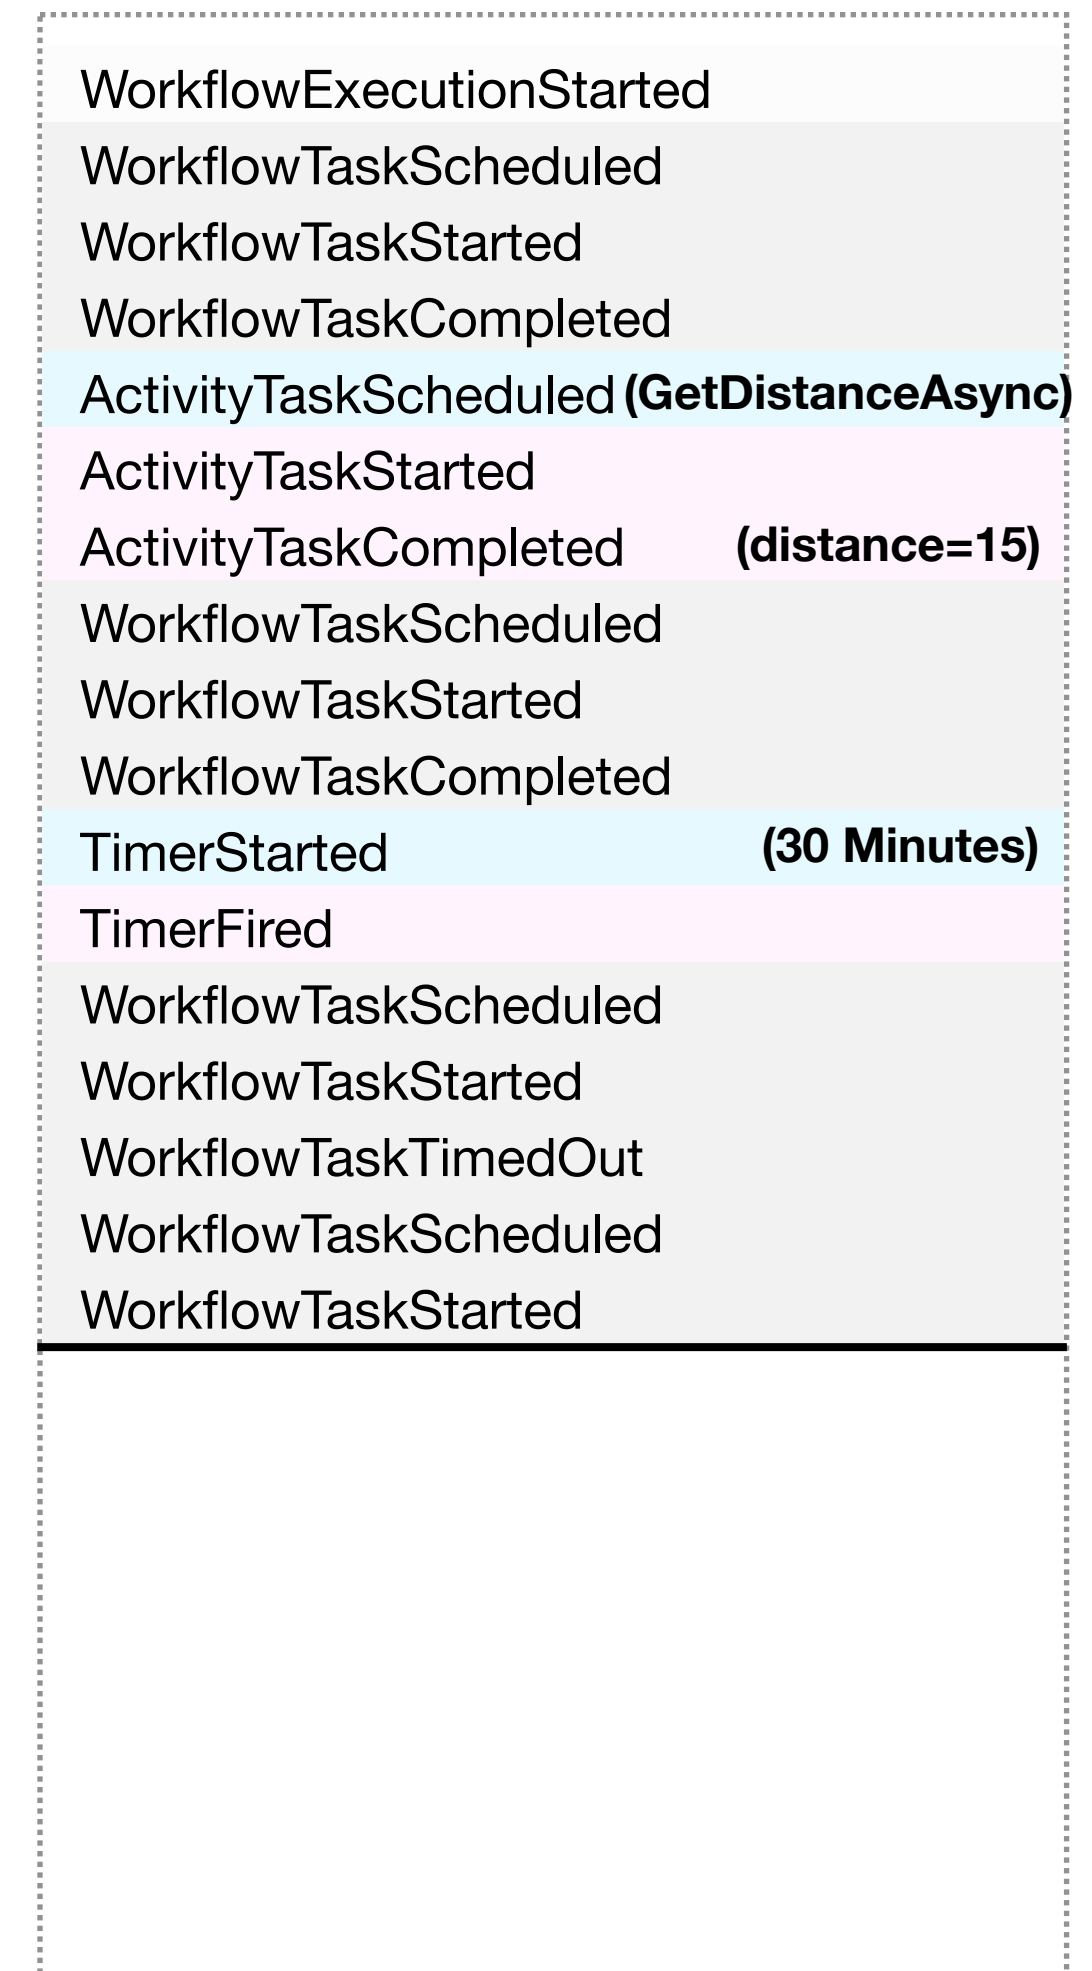 WorkflowExecutionStarted
WorkflowTaskScheduled
WorkflowTaskStarted
WorkflowTaskCompleted
ActivityTaskScheduled (GetDistanceAsync)
ActivityTaskStarted
ActivityTaskCompleted (distance=15)
WorkflowTaskScheduled
WorkflowTaskStarted
WorkflowTaskCompleted
TimerStarted (30 Minutes)
TimerFired
WorkflowTaskScheduled
WorkflowTaskStarted
WorkflowTaskTimedOut
WorkflowTaskScheduled
WorkflowTaskStarted